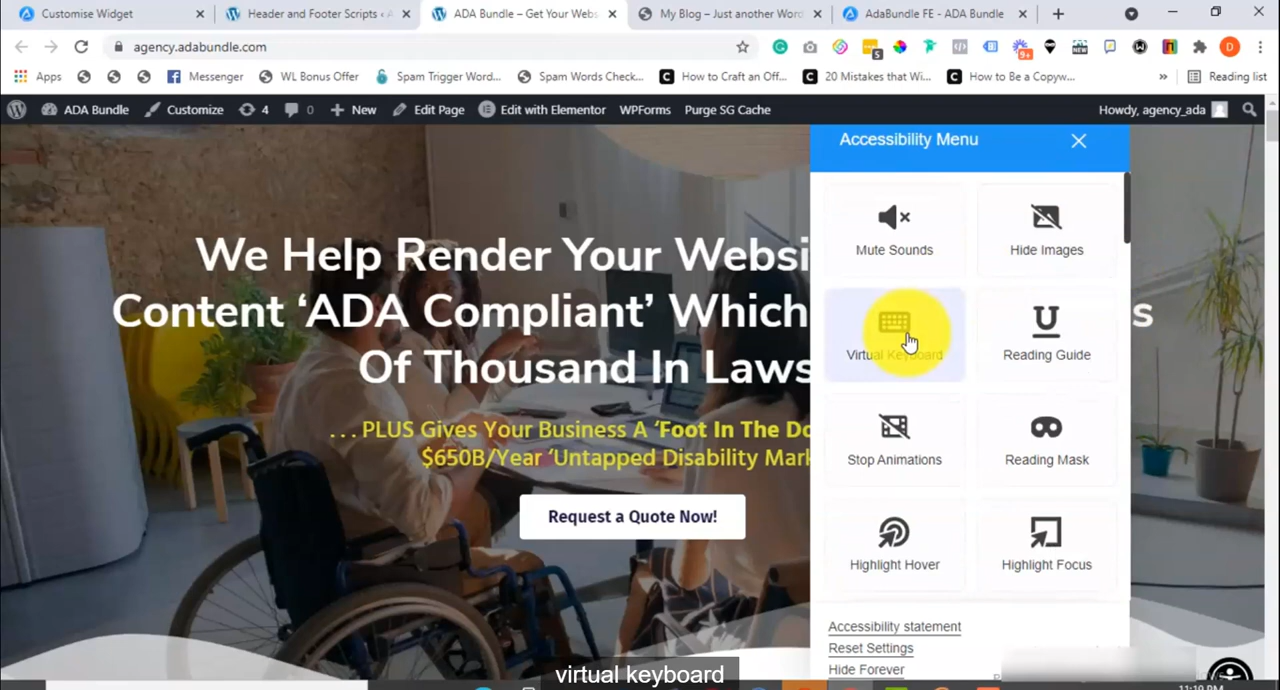 Customise Widget
Header and Footer Scripts ‹ A
ADA Bundle – Get Your Webs
My Blog – Just another Word
AdaBundle FE - ADA Bundle
agency.adabundle.com
5
9+
NEW
D
Apps
Messenger
WL Bonus Offer
Spam Trigger Word...
Spam Words Check...
How to Craft an Off...
20 Mistakes that Wi...
How to Be a Copyw...
»
Reading list
ADA Bundle
Customize
4
0
New
Edit Page
Edit with Elementor
WPForms
Purge SG Cache
Howdy, agency_ada
Accessibility Menu
We Help Render Your Websi
Content ‘ADA Compliant’ Which s
Of Thousand In Laws
. . . PLUS Gives Your Business A ‘Foot In The Do
$650B/Year ‘Untapped Disability Mark
Request a Quote Now!
Mute Sounds
Hide Images
Virtual Keyboard
Reading Guide
Stop Animations
Reading Mask
Highlight Hover
Highlight Focus
Accessibility statement
Reset Settings
Hide Forever
virtual keyboard
11:19 PM